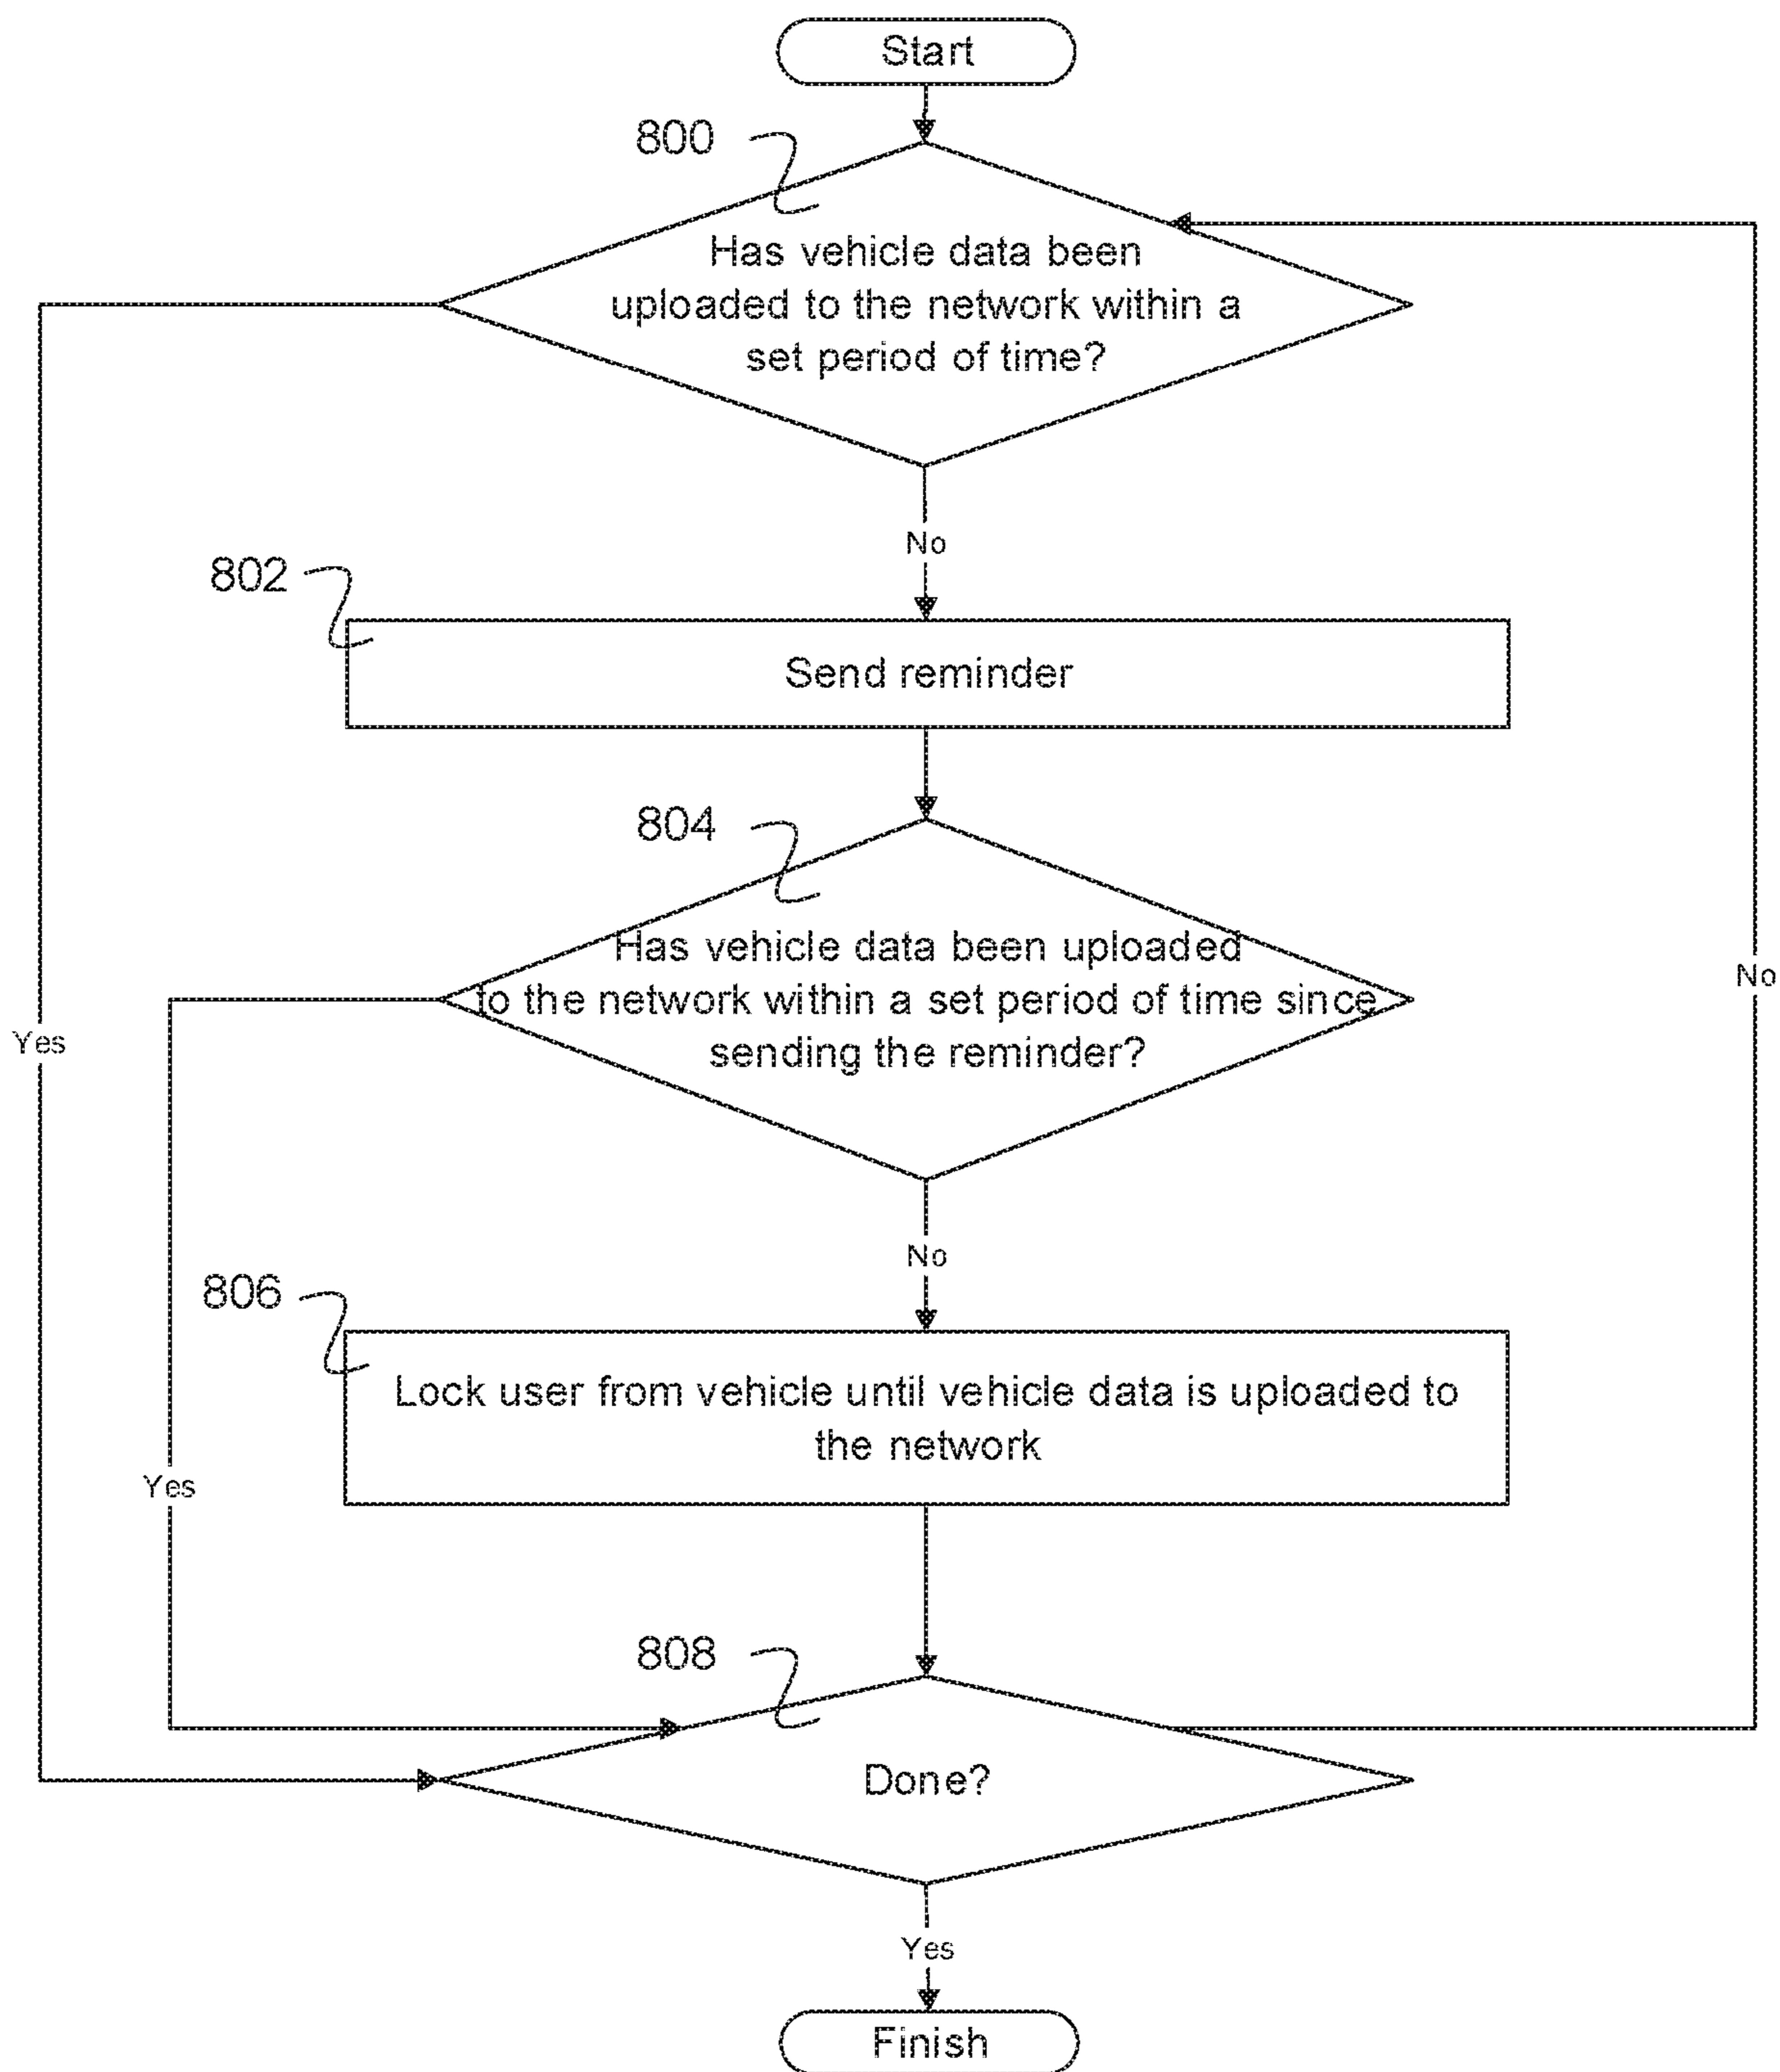 Start
800
Has vehicle data been
uploaded to the network within a
set period of time?
No
802
Send reminder
804
Has vehicle data been uploaded
to the network within a set period of time since
sending the reminder?
No
Yes
No
806
Lock user from vehicle until vehicle data is uploaded to
the network
Yes
808
Done?
Yes
Finish